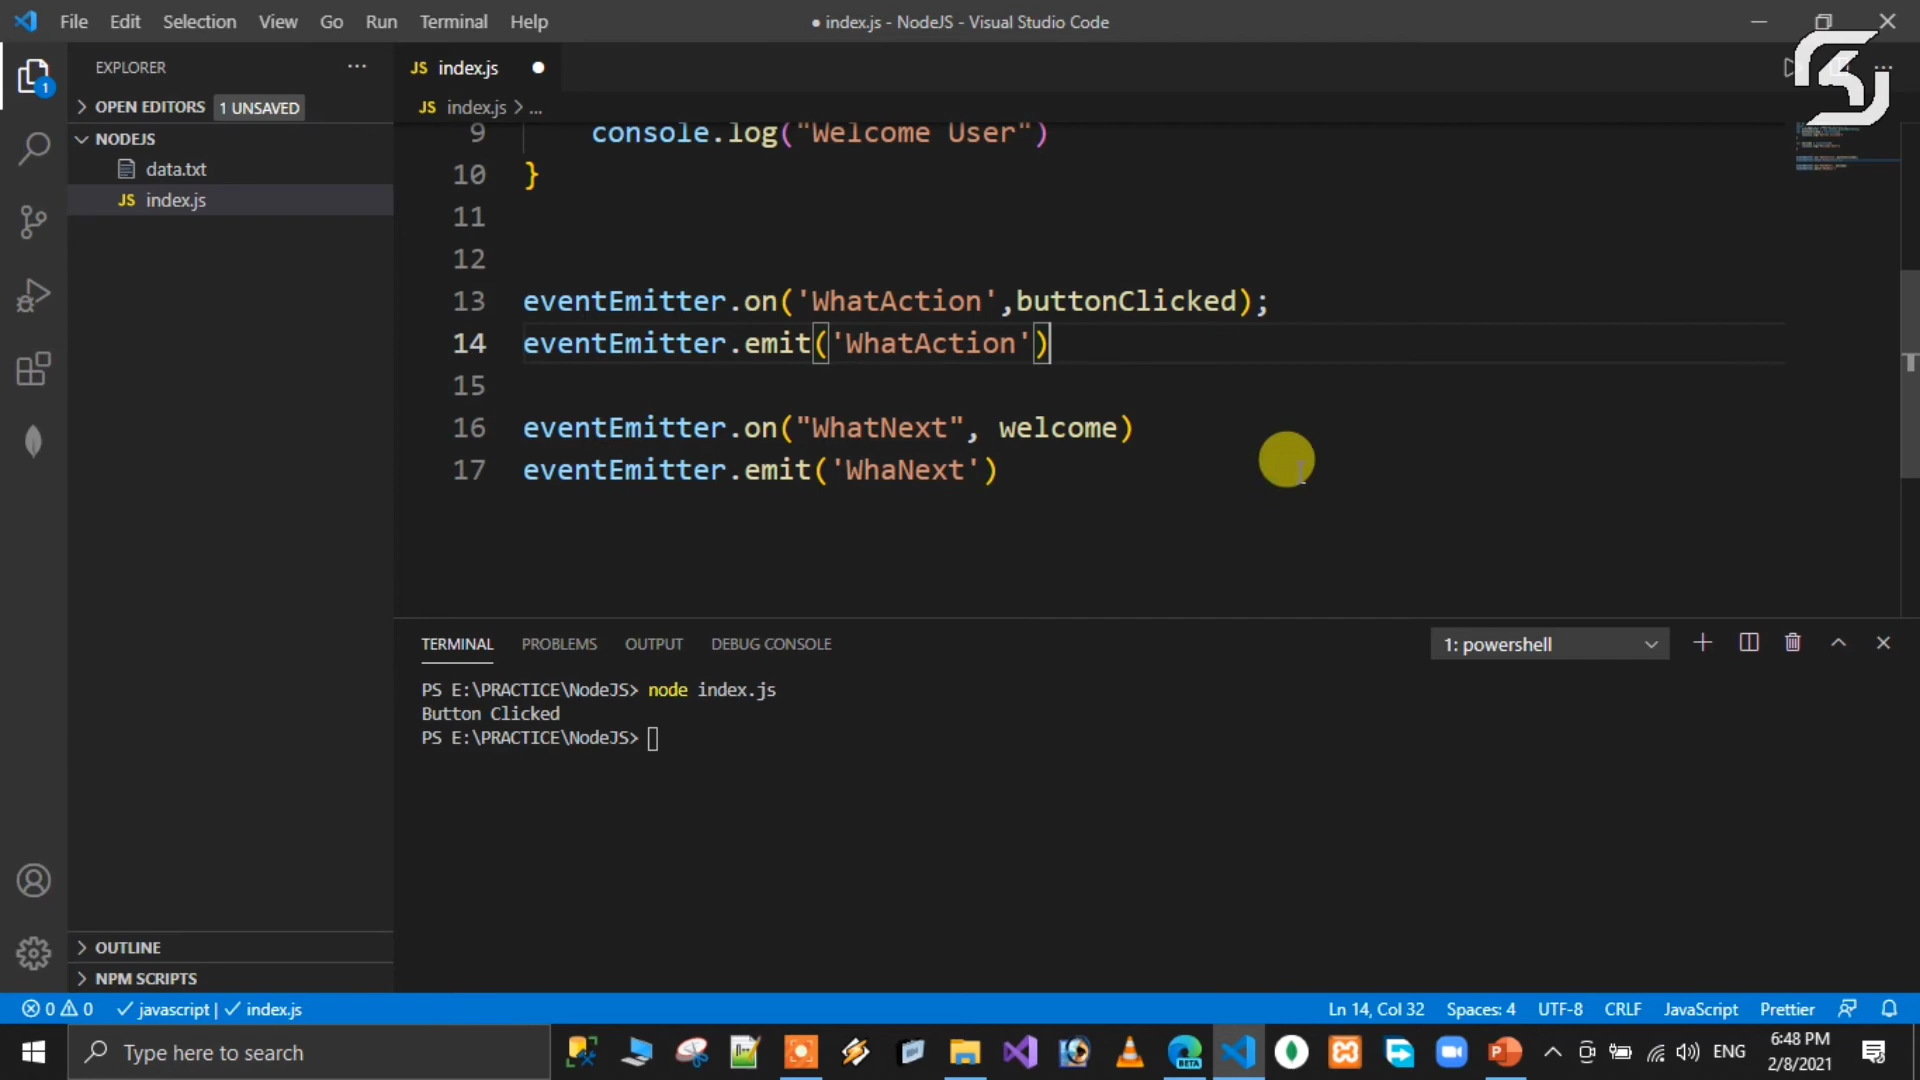 File Edit Selection View Go Run Terminal Help
● index.js - NodeJS - Visual Studio Code
EXPLORER
1
OPEN EDITORS 1 UNSAVED
NODEJS
data.txt
JS index.js
OUTLINE
NPM SCRIPTS
JS index.js
JS index.js > ...
9 console.log("Welcome User")
10 }
11
12
13 eventEmitter.on('WhatAction',buttonClicked);
14 eventEmitter.emit('WhatAction')
15
16 eventEmitter.on("WhatNext", welcome)
17 eventEmitter.emit('WhaNext')
TERMINAL PROBLEMS OUTPUT DEBUG CONSOLE
1: powershell
PS E:\PRACTICE\NodeJS> node index.js
Button Clicked
PS E:\PRACTICE\NodeJS>
0 0 javascript | index.js
Ln 14, Col 32 Spaces: 4 UTF-8 CRLF JavaScript Prettier
Type here to search
BETA
ENG
6:48 PM
2/8/2021